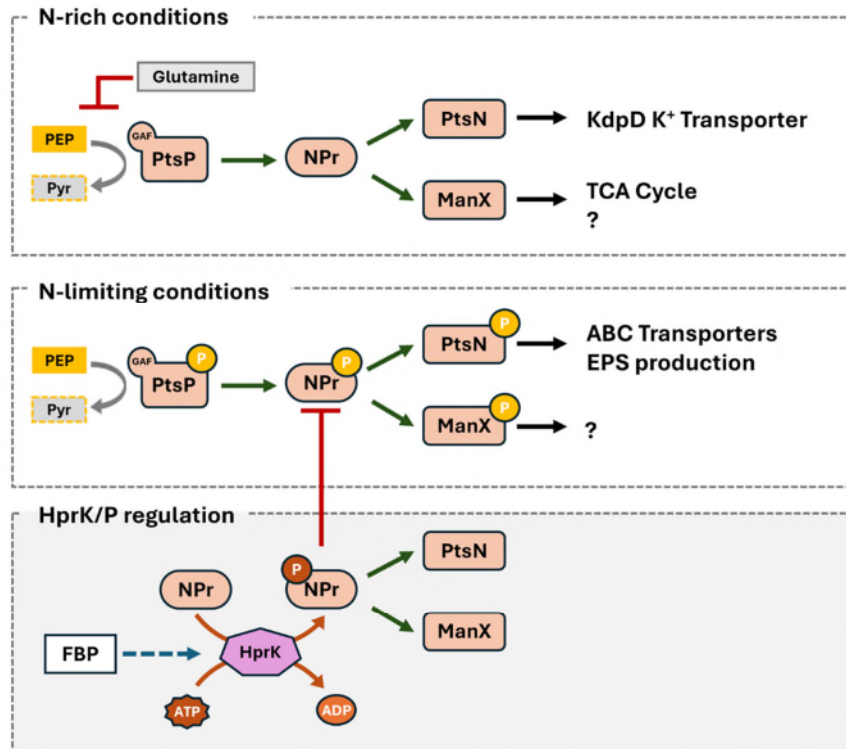 N-rich conditions
Glutamine
PEP
GAF
PtsP
Pyr
NPr
PtsN
KdpD K⁺ Transporter
ManX
TCA Cycle
?
N-limiting conditions
PEP
GAF
PtsP
P
Pyr
NPr
P
PtsN
P
ABC Transporters
EPS production
ManX
P
?
HprK/P regulation
NPr
P
NPr
PtsN
ManX
FBP
HprK
ATP
ADP